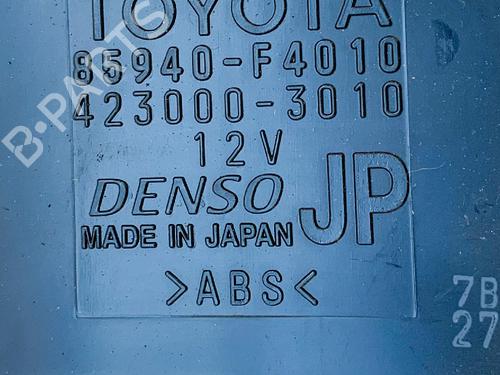 TOYOTA
85940-F4010
423000-3010
12V
DENSO
JP
MADE IN JAPAN
>ABS<
7B
27
B-PARTS